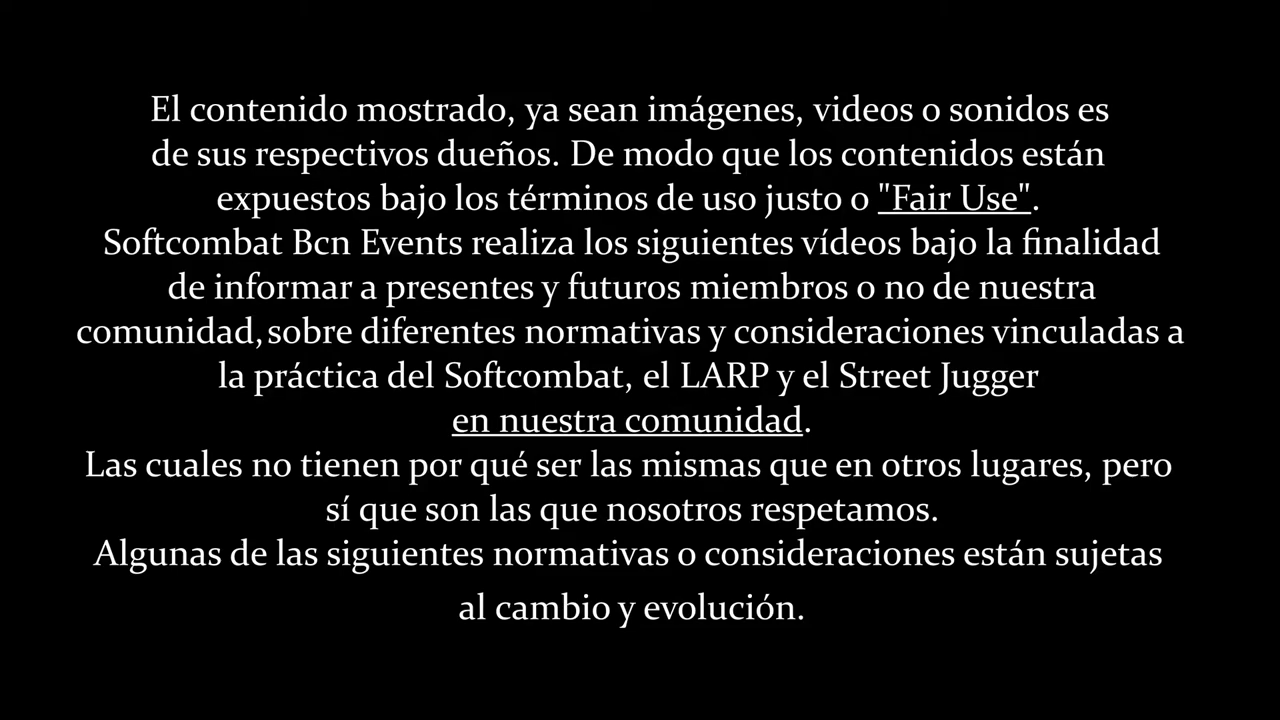 El contenido mostrado, ya sean imágenes, videos o sonidos es
de sus respectivos dueños. De modo que los contenidos están
expuestos bajo los términos de uso justo o "Fair Use".
Softcombat Bcn Events realiza los siguientes vídeos bajo la finalidad
de informar a presentes y futuros miembros o no de nuestra
comunidad, sobre diferentes normativas y consideraciones vinculadas a
la práctica del Softcombat, el LARP y el Street Jugger
en nuestra comunidad.
Las cuales no tienen por qué ser las mismas que en otros lugares, pero
sí que son las que nosotros respetamos.
Algunas de las siguientes normativas o consideraciones están sujetas
al cambio y evolución.